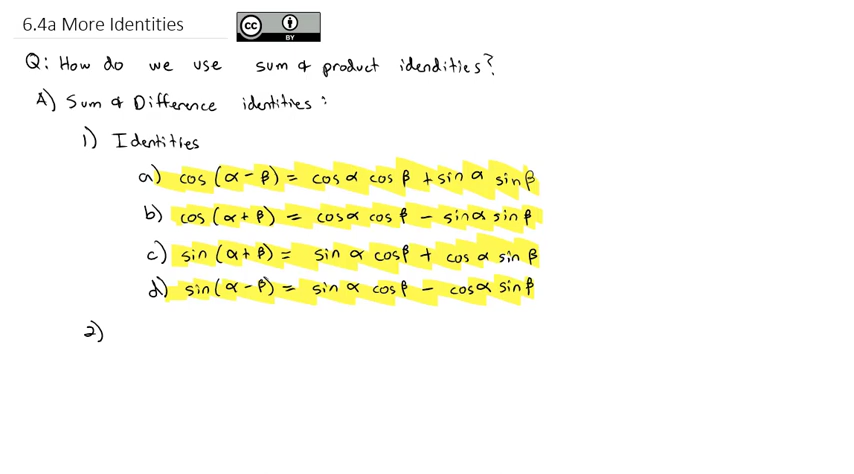 6.4a More Identities
CC BY
Q: How do we use sum & product idendities?
A) Sum & Difference identities:
1) Identities
a) cos(α − β) = cos α cos β + sin α sin β
b) cos(α + β) = cos α cos β − sin α sin β
c) sin(α + β) = sin α cos β + cos α sin β
d) sin(α − β) = sin α cos β − cos α sin β
2)